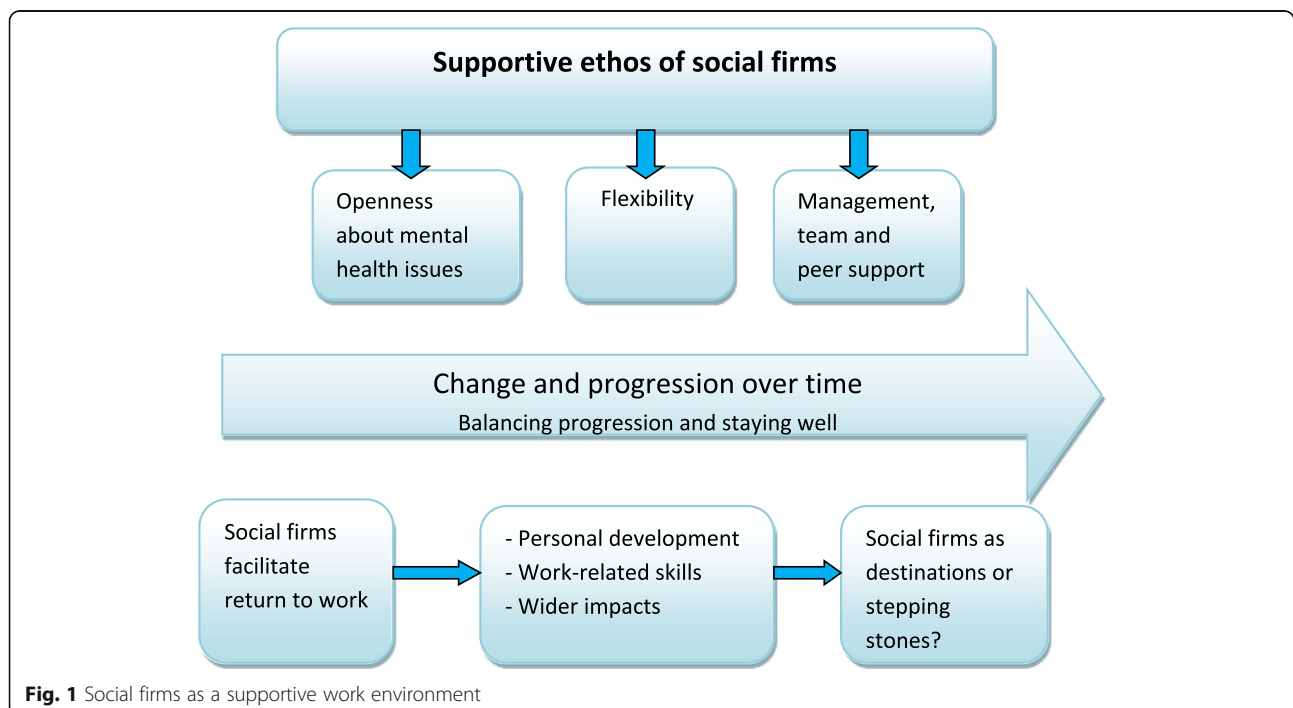 Supportive ethos of social firms
Openness
about mental
health issues
Flexibility
Management,
team and
peer support
Change and progression over time
Balancing progression and staying well
Social firms
facilitate
return to work
- Personal development
- Work-related skills
- Wider impacts
Social firms as
destinations or
stepping
stones?
Fig. 1 Social firms as a supportive work environment